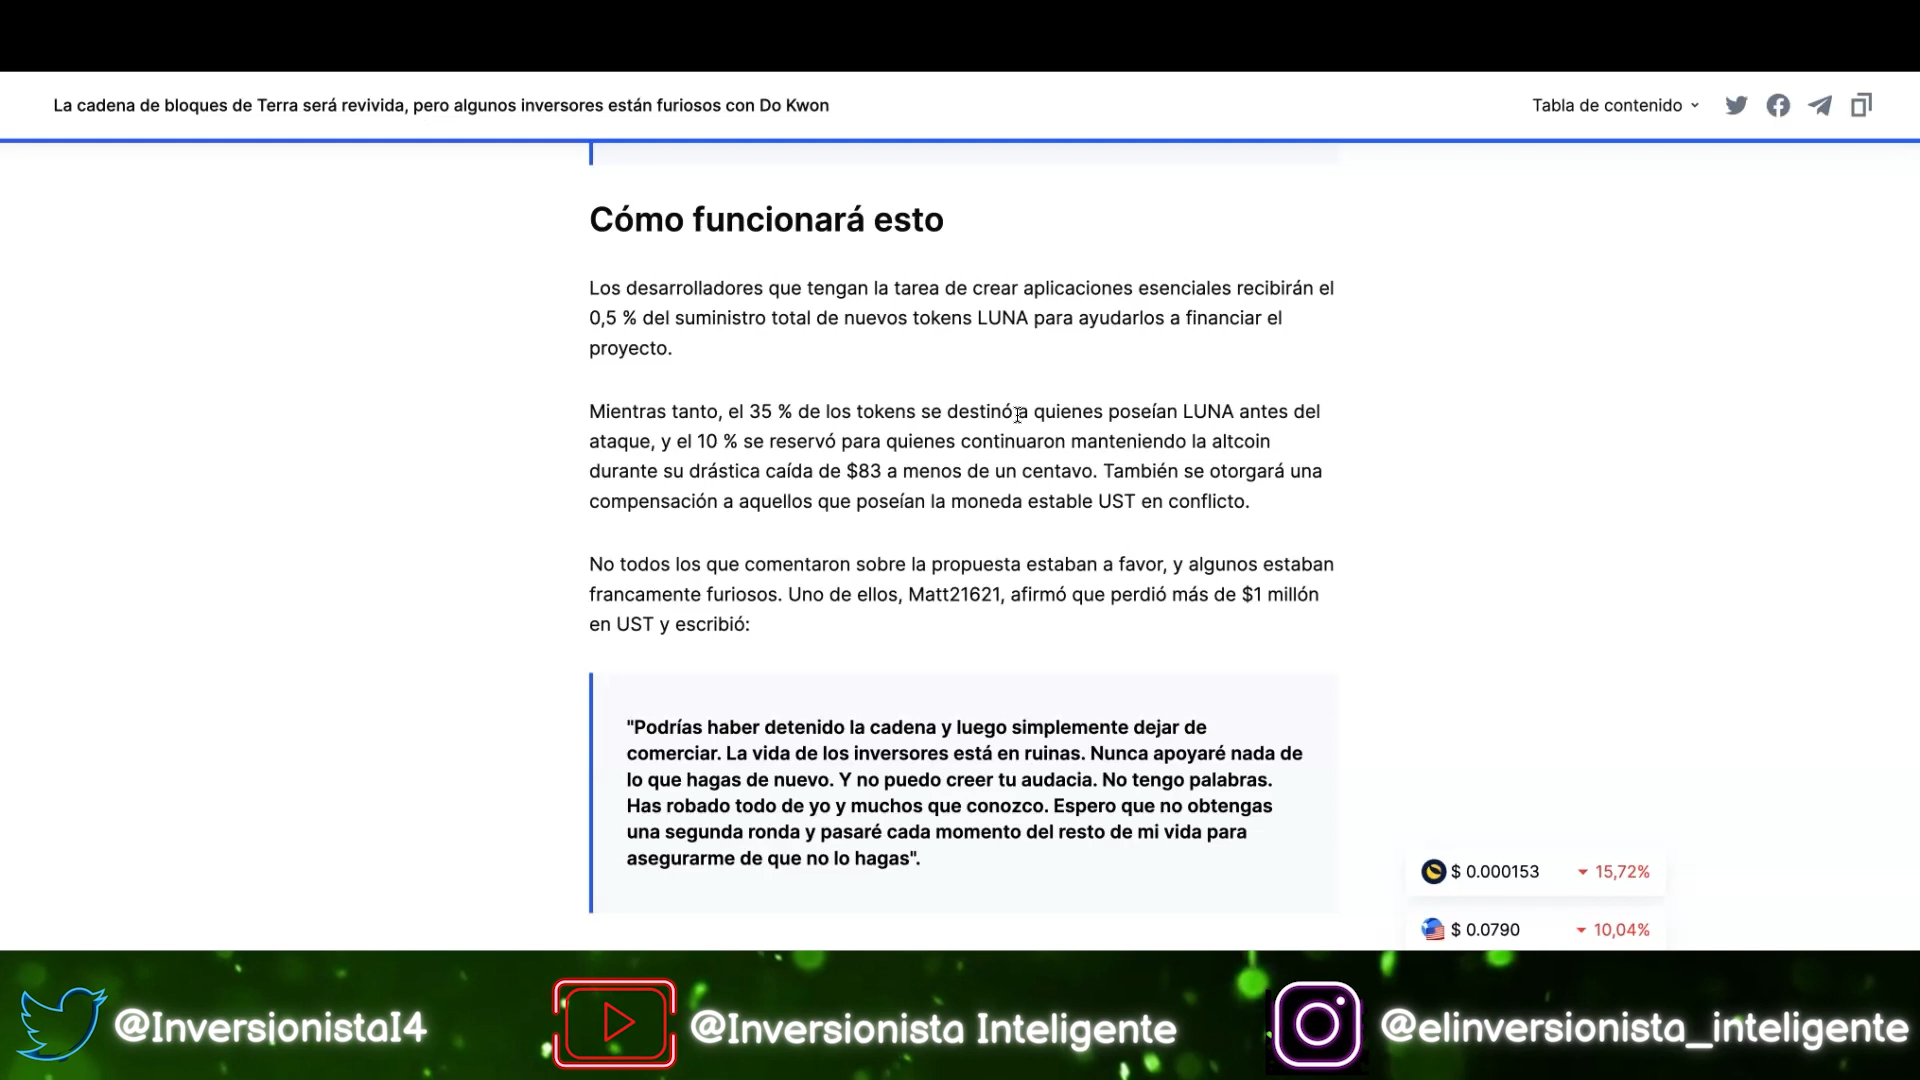 La cadena de bloques de Terra será revivida, pero algunos inversores están furiosos con Do Kwon
Tabla de contenido
Cómo funcionará esto
Los desarrolladores que tengan la tarea de crear aplicaciones esenciales recibirán el
0,5 % del suministro total de nuevos tokens LUNA para ayudarlos a financiar el
proyecto.
Mientras tanto, el 35 % de los tokens se destinó a quienes poseían LUNA antes del
ataque, y el 10 % se reservó para quienes continuaron manteniendo la altcoin
durante su drástica caída de $83 a menos de un centavo. También se otorgará una
compensación a aquellos que poseían la moneda estable UST en conflicto.
No todos los que comentaron sobre la propuesta estaban a favor, y algunos estaban
francamente furiosos. Uno de ellos, Matt21621, afirmó que perdió más de $1 millón
en UST y escribió:
"Podrías haber detenido la cadena y luego simplemente dejar de
comerciar. La vida de los inversores está en ruinas. Nunca apoyaré nada de
lo que hagas de nuevo. Y no puedo creer tu audacia. No tengo palabras.
Has robado todo de yo y muchos que conozco. Espero que no obtengas
una segunda ronda y pasaré cada momento del resto de mi vida para
asegurarme de que no lo hagas".
$ 0.000153 15,72%
$ 0.0790 10,04%
@InversionistaI4
@Inversionista Inteligente
@elinversionista_inteligente